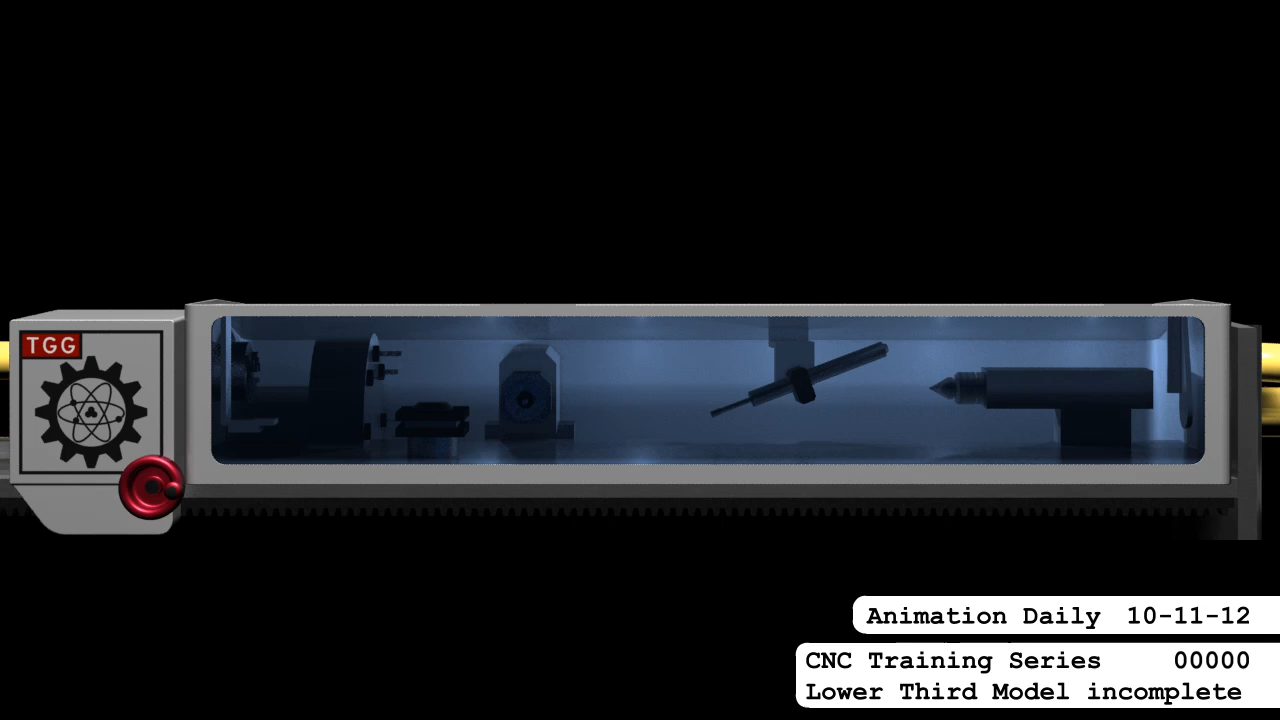 TGG
Animation Daily 10-11-12
CNC Training Series 00000
Lower Third Model incomplete